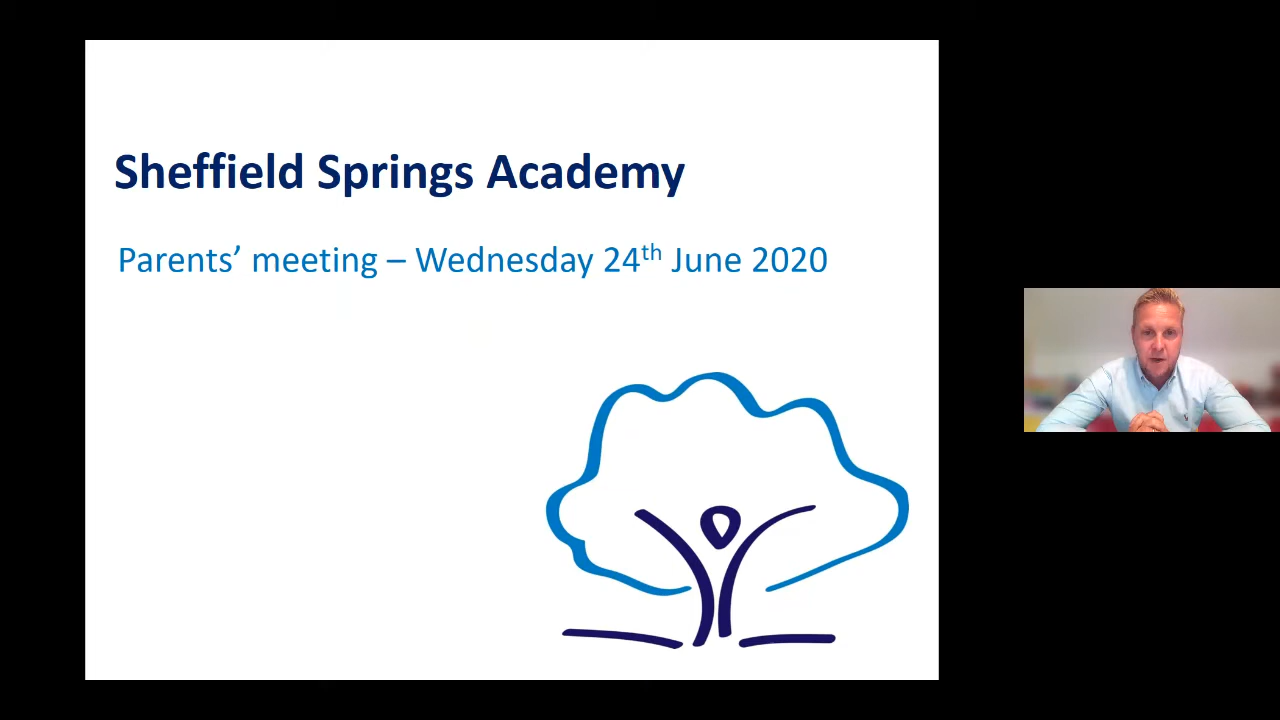 Sheffield Springs Academy
Parents’ meeting – Wednesday 24th June 2020